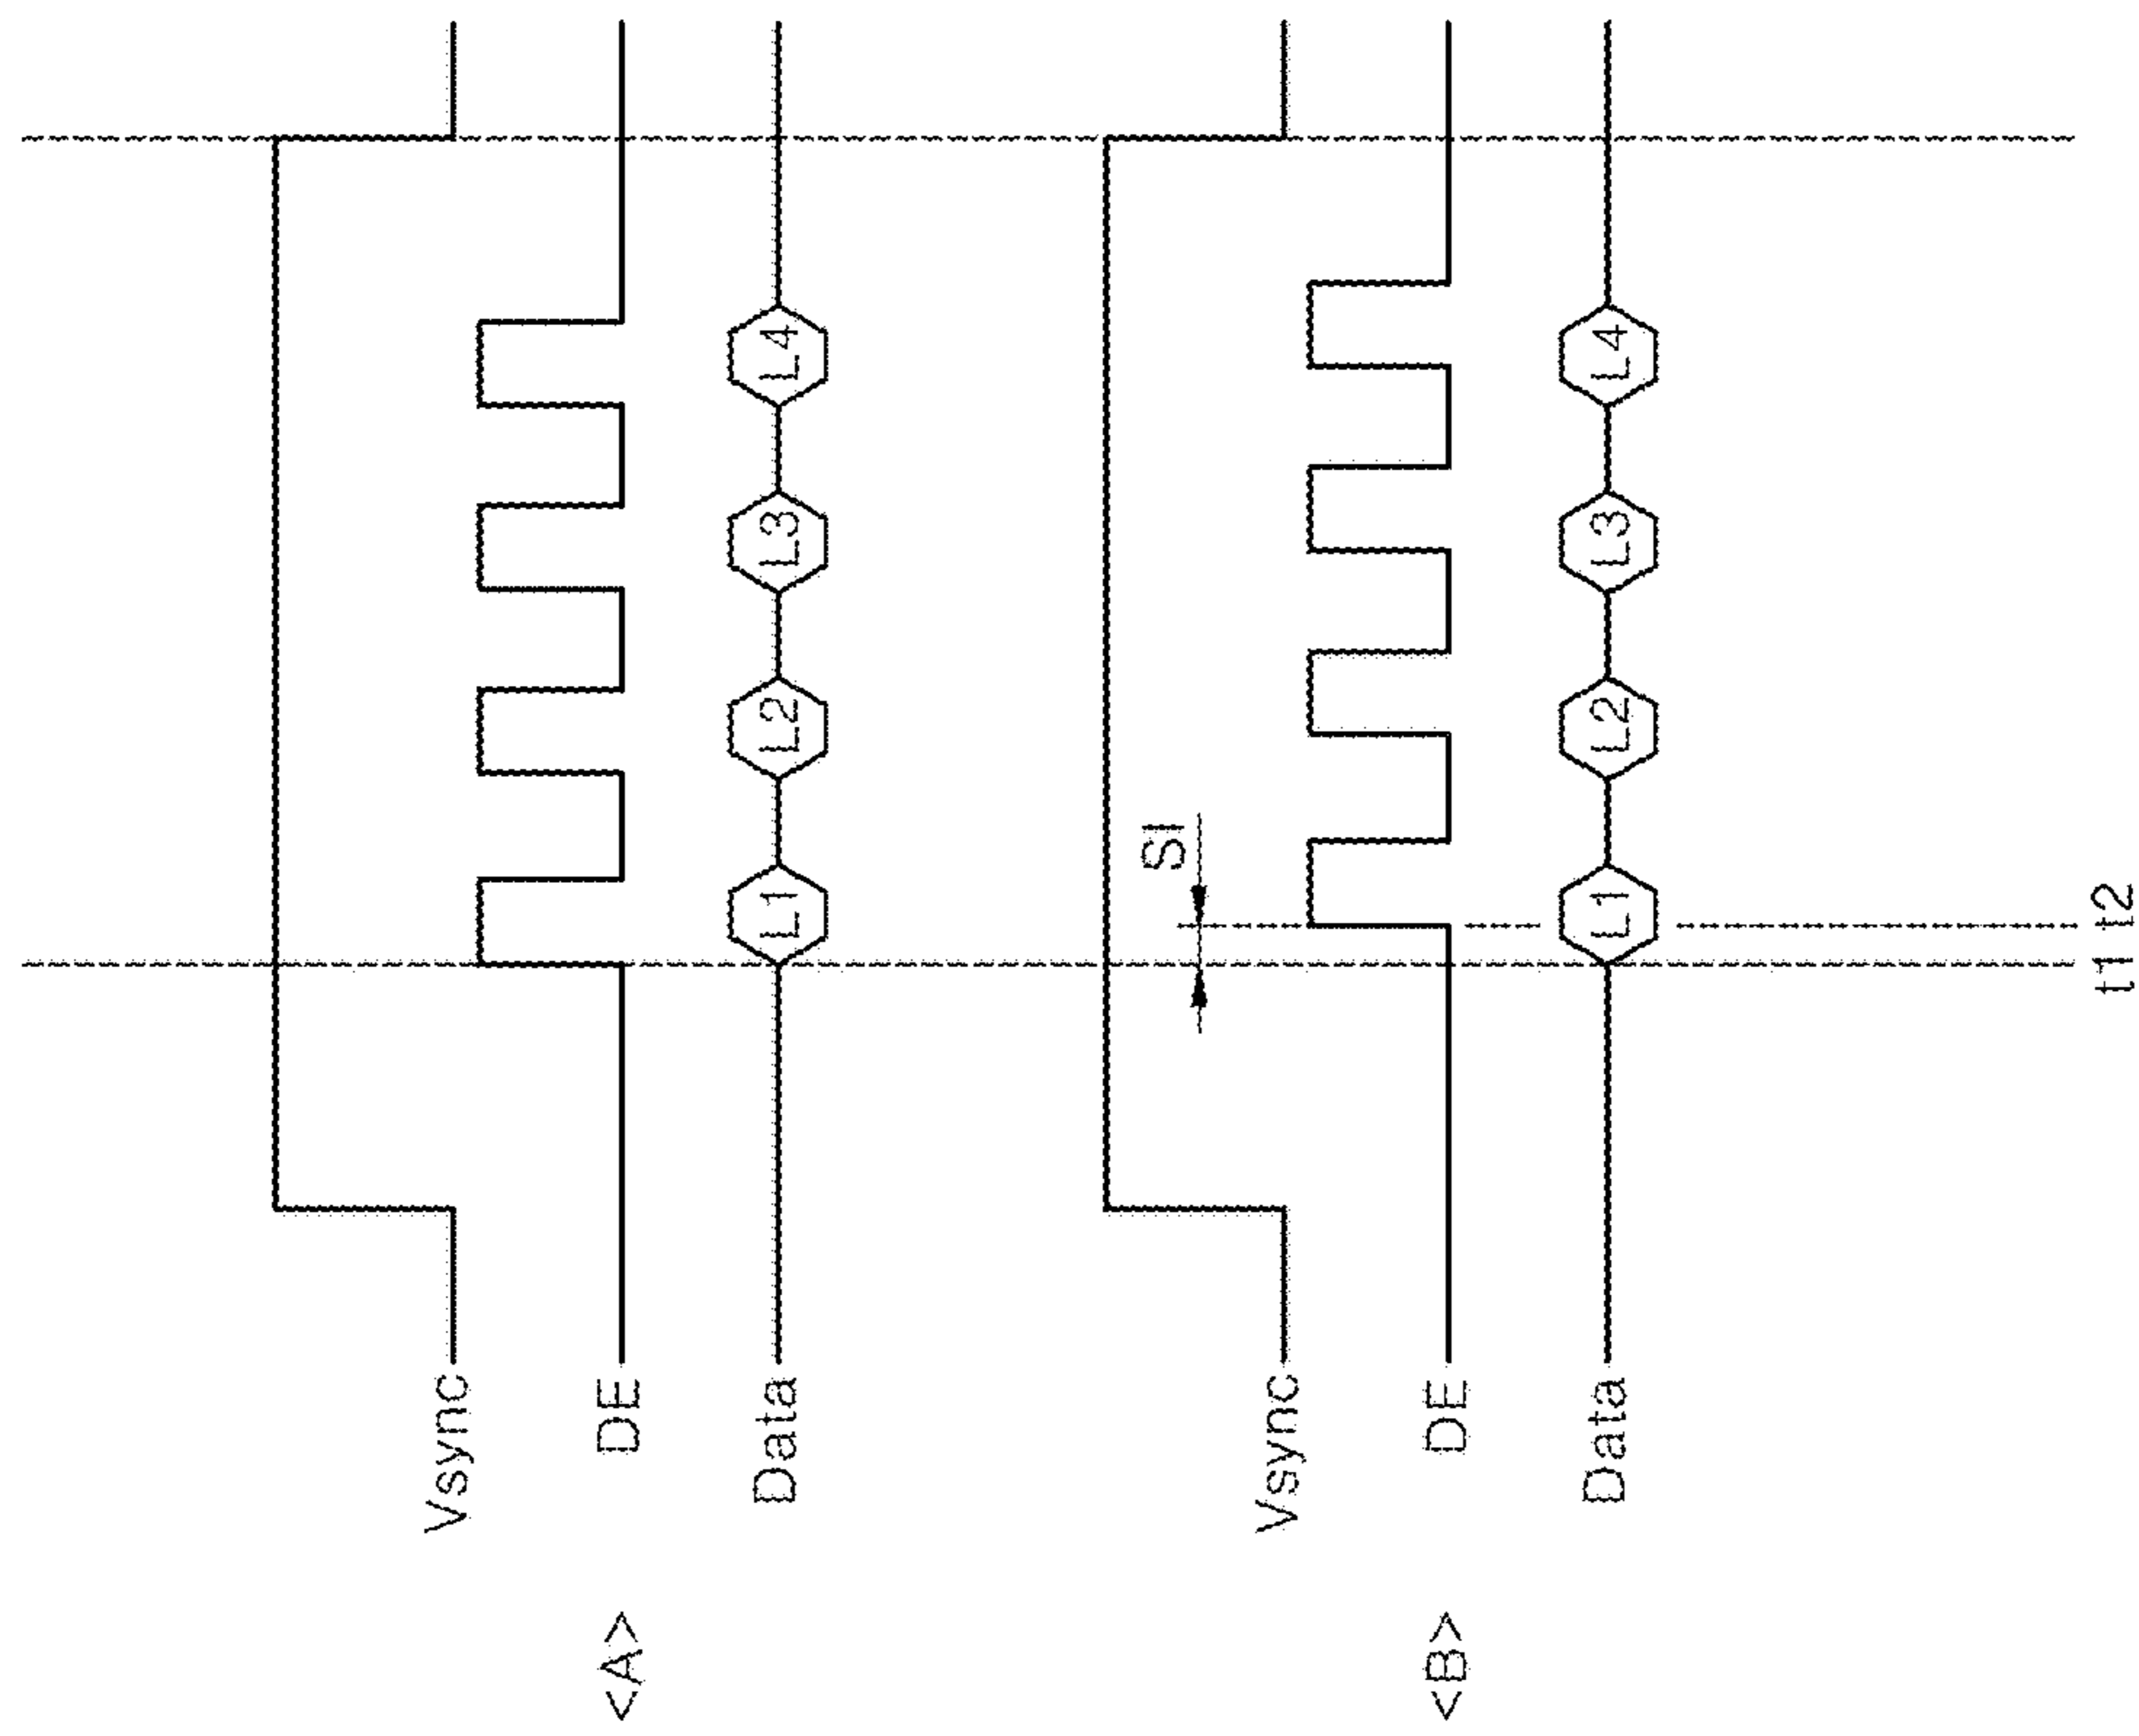 <A>
Vsync
DE
Data
L1 L2 L3 L4
<B>
Vsync
SI
DE
Data
L1 L2 L3 L4
t1 t2